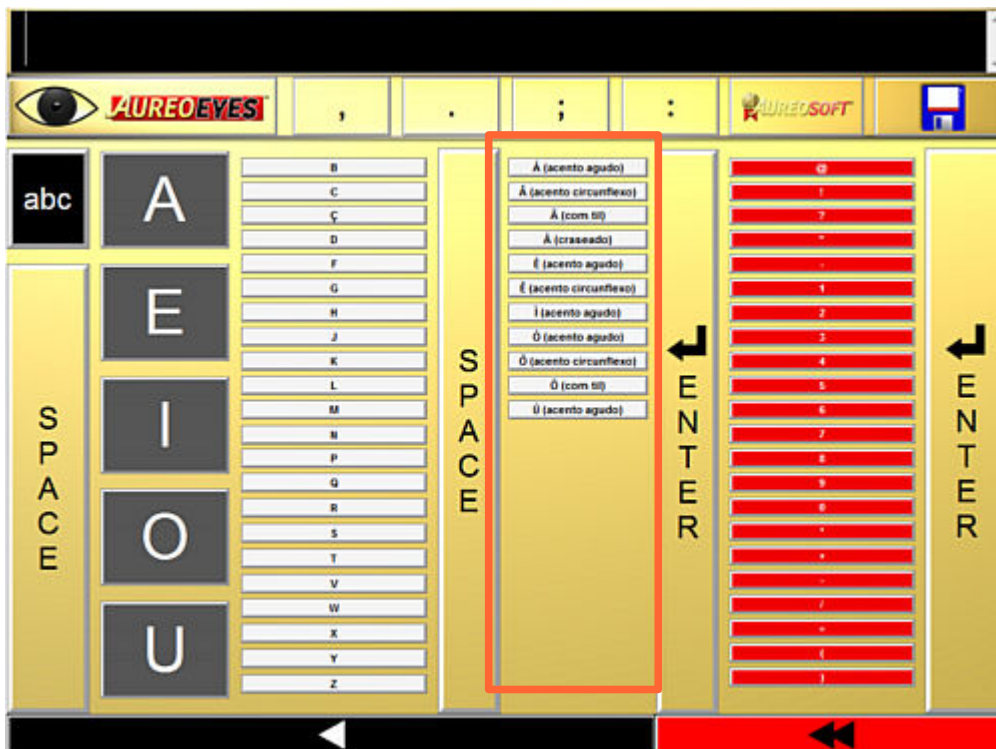 AUREOEYES , . ; : AUREOSOFT
abc
SPACE
A
E
I
O
U
B
C
Ç
D
F
G
H
J
K
L
M
N
P
Q
R
S
T
V
W
X
Y
Z
SPACE
Á (acento agudo)
Â (acento circunflexo)
Ã (com til)
À (craseado)
É (acento agudo)
Ê (acento circunflexo)
Í (acento agudo)
Ó (acento agudo)
Ô (acento circunflexo)
Õ (com til)
Ú (acento agudo)
ENTER
@
!
?
"
-
1
2
3
4
5
6
7
8
9
0
*
+
-
/
=
(
)
ENTER